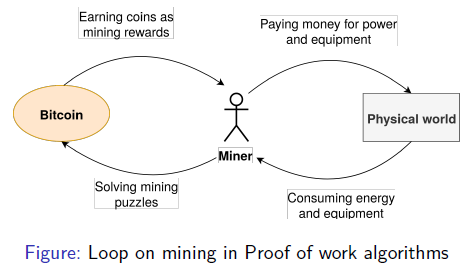 Earning coins as
mining rewards
Paying money for power
and equipment
Bitcoin
Miner
Physical world
Solving mining
puzzles
Consuming energy
and equipment
Figure: Loop on mining in Proof of work algorithms